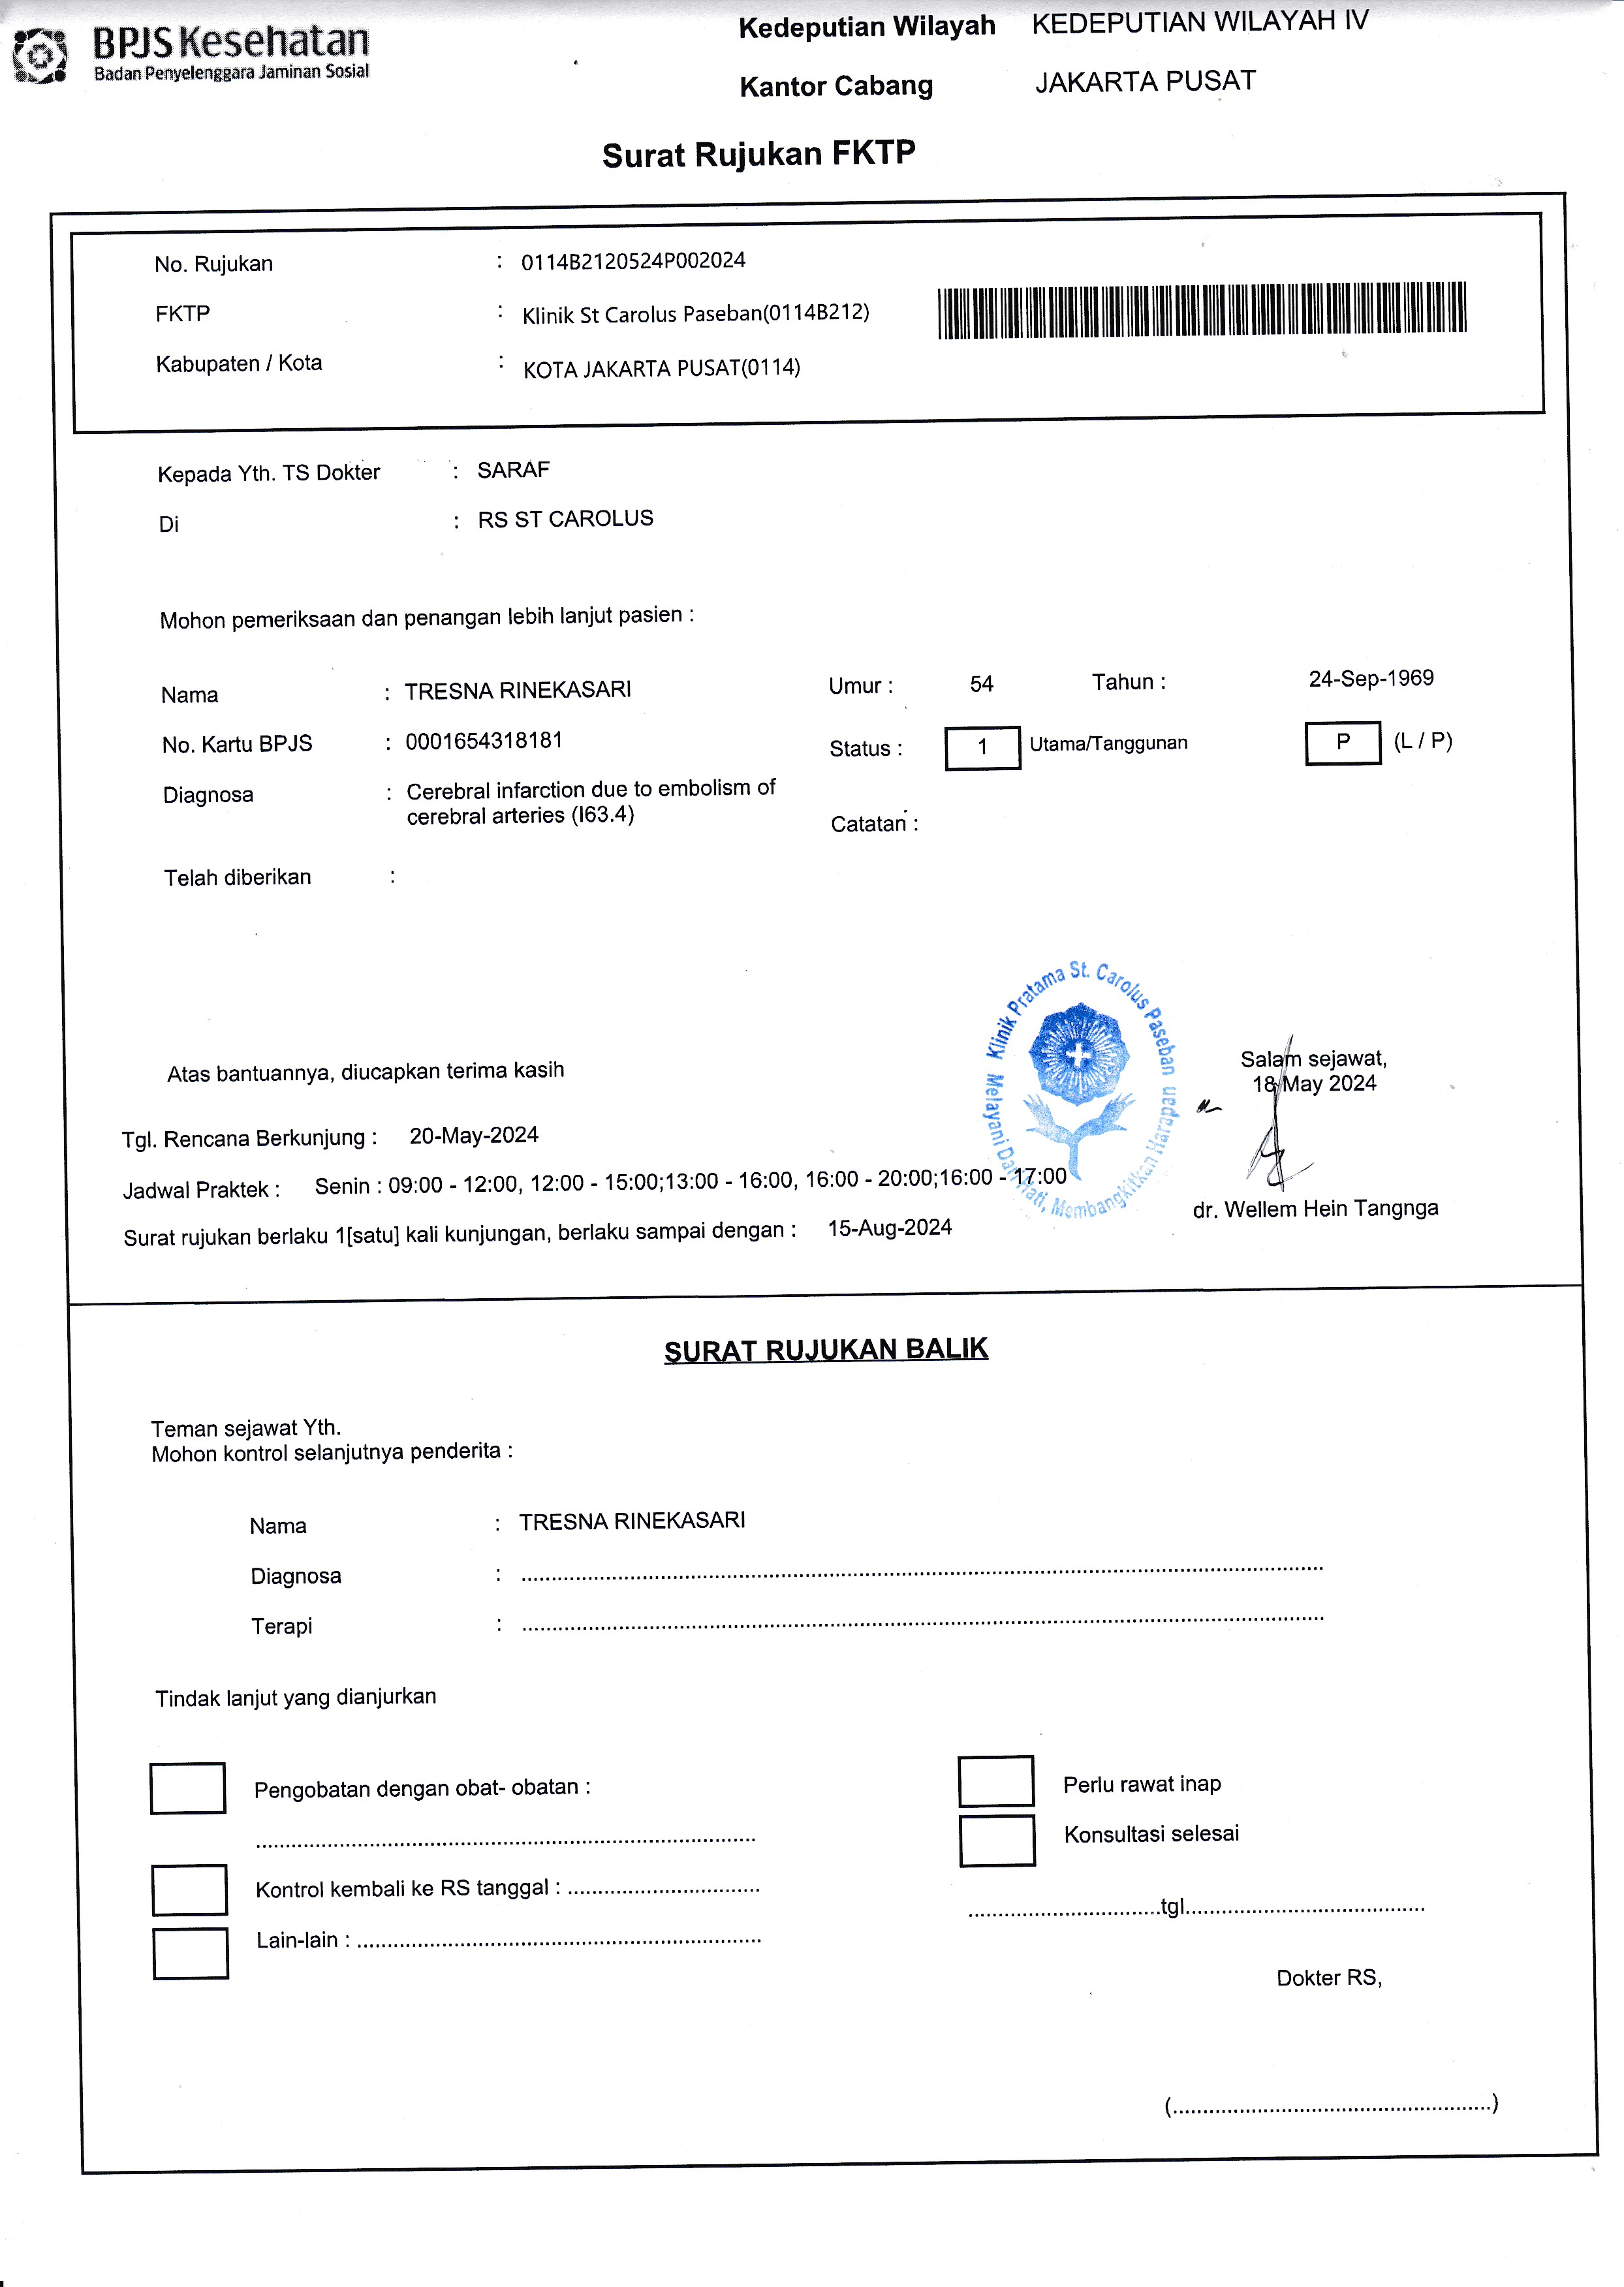 BPJS Kesehatan
Badan Penyelenggara Jaminan Sosial
Kedeputian Wilayah KEDEPUTIAN WILAYAH IV
Kantor Cabang JAKARTA PUSAT
Surat Rujukan FKTP
No. Rujukan : 0114B2120524P002024
FKTP : Klinik St Carolus Paseban(0114B212)
Kabupaten / Kota : KOTA JAKARTA PUSAT(0114)
Kepada Yth. TS Dokter : SARAF
Di : RS ST CAROLUS
Mohon pemeriksaan dan penangan lebih lanjut pasien :
Nama : TRESNA RINEKASARI Umur : 54 Tahun : 24-Sep-1969
No. Kartu BPJS : 0001654318181 Status : 1 Utama/Tanggunan P (L / P)
Diagnosa : Cerebral infarction due to embolism of
cerebral arteries (I63.4)
Catatan :
Telah diberikan :
Klinik Pratama St. Carolus Paseban
Melayani Dari Hati, Membangkitkan Harapan
Atas bantuannya, diucapkan terima kasih
Salam sejawat,
18 May 2024
Tgl. Rencana Berkunjung : 20-May-2024
Jadwal Praktek : Senin : 09:00 - 12:00, 12:00 - 15:00;13:00 - 16:00, 16:00 - 20:00;16:00 - 17:00
dr. Wellem Hein Tangnga
Surat rujukan berlaku 1[satu] kali kunjungan, berlaku sampai dengan : 15-Aug-2024
SURAT RUJUKAN BALIK
Teman sejawat Yth.
Mohon kontrol selanjutnya penderita :
Nama : TRESNA RINEKASARI
Diagnosa : ........................................
Terapi : ........................................
Tindak lanjut yang dianjurkan
Pengobatan dengan obat- obatan :
........................................
Perlu rawat inap
Konsultasi selesai
Kontrol kembali ke RS tanggal : ................................
................................tgl........................................
Lain-lain : ........................................
Dokter RS,
(........................................)